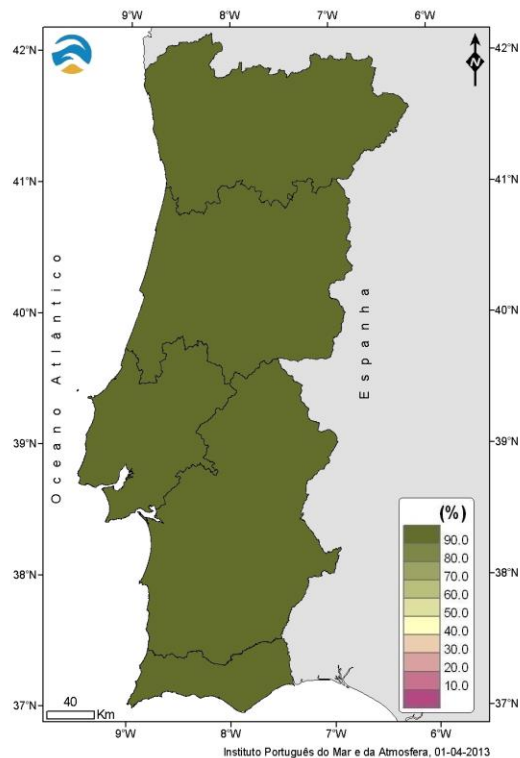 9°W 8°W 7°W 6°W
42°N 42°N
41°N 41°N
40°N 40°N
39°N 39°N
38°N 38°N
37°N 37°N
Oceano Atlântico
Espanha
N
(%)
90.0
80.0
70.0
60.0
50.0
40.0
30.0
20.0
10.0
40
Km
9°W 8°W 7°W 6°W
Instituto Português do Mar e da Atmosfera, 01-04-2013